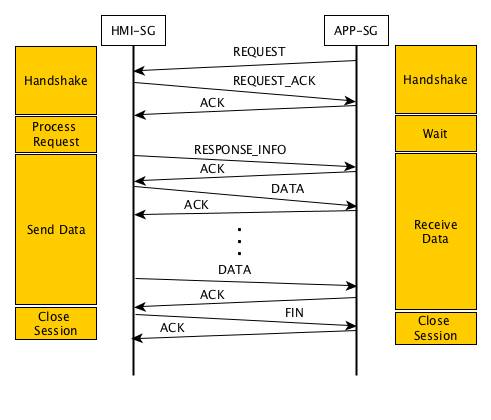 HMI-SG
APP-SG
REQUEST
Handshake
REQUEST_ACK
Handshake
ACK
Process
Request
Wait
RESPONSE_INFO
ACK
DATA
ACK
Send Data
Receive
Data
DATA
ACK
FIN
Close
Session
ACK
Close
Session